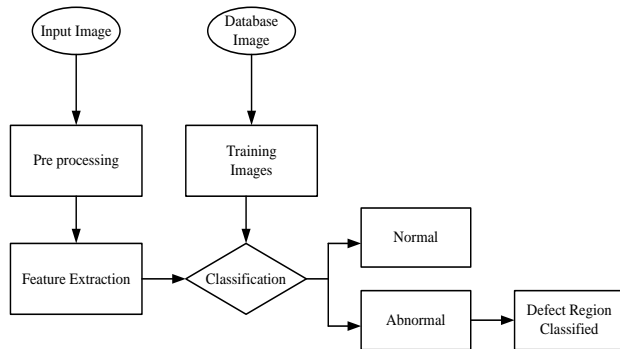 Input Image
Database
Image
Pre processing
Training
Images
Normal
Feature Extraction
Classification
Abnormal
Defect Region
Classified